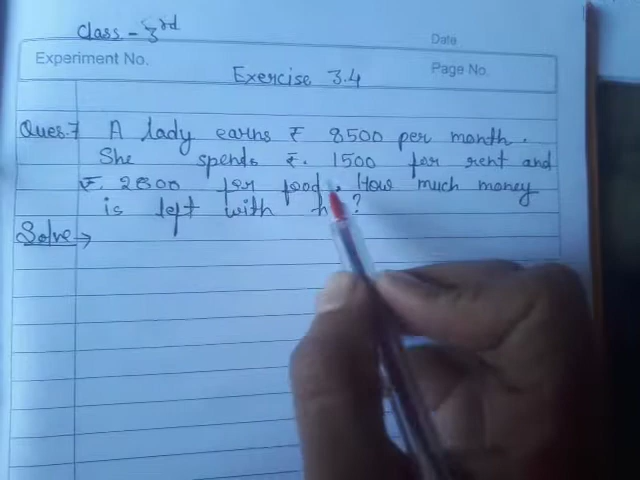 Class - 3rd
Date
Experiment No.
Exercise 3.4
Page No.
Ques.7 A lady earns ₹ 8500 per month.
She spends ₹. 1500 for rent and
₹. 2800 for food. How much money
is left with ?
Solve →